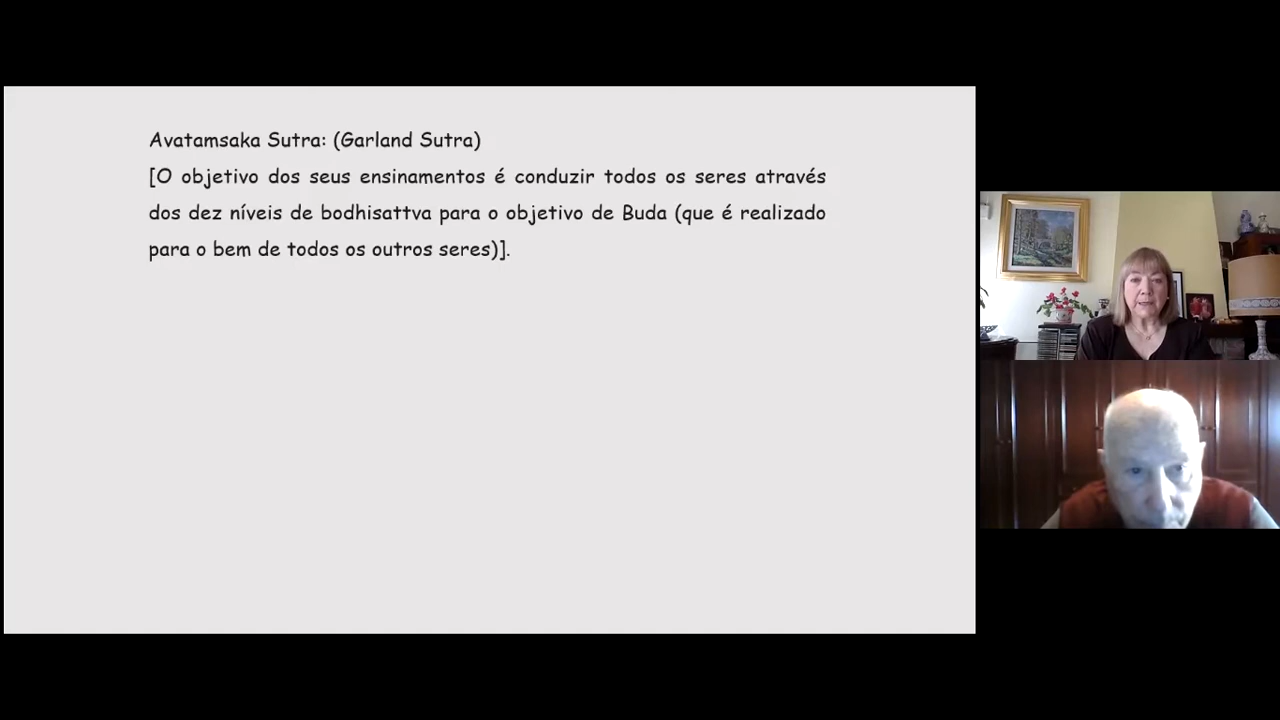 Avatamsaka Sutra: (Garland Sutra)
[O objetivo dos seus ensinamentos é conduzir todos os seres através
dos dez níveis de bodhisattva para o objetivo de Buda (que é realizado
para o bem de todos os outros seres)].